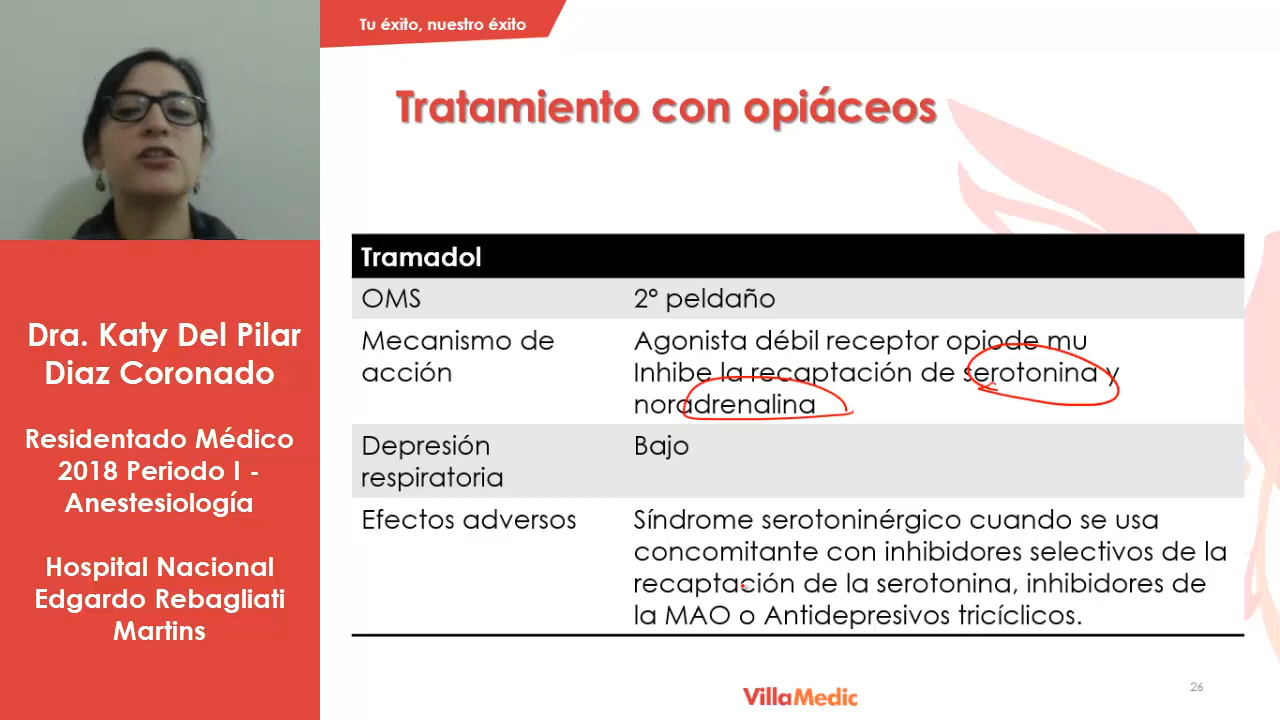 Tu éxito, nuestro éxito
Tratamiento con opiáceos
Dra. Katy Del Pilar
Diaz Coronado
Residentado Médico
2018 Periodo I -
Anestesiología
Hospital Nacional
Edgardo Rebagliati
Martins
Tramadol
OMS
2º peldaño
Mecanismo de
acción
Agonista débil receptor opiode mu
Inhibe la recaptación de serotonina y
noradrenalina
Depresión
respiratoria
Bajo
Efectos adversos
Síndrome serotoninérgico cuando se usa
concomitante con inhibidores selectivos de la
recaptación de la serotonina, inhibidores de
la MAO o Antidepresivos tricíclicos.
VillaMedic
26